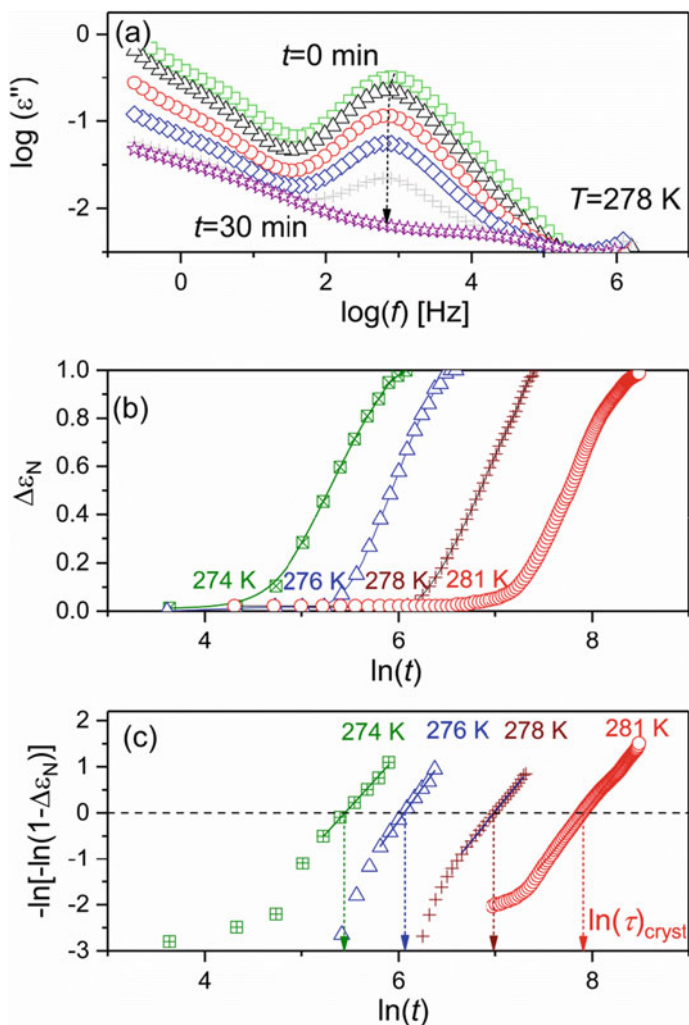 (a)
t=0 min
t=30 min
T=278 K
log (ε")
0
-1
-2
0
2
4
6
log(f) [Hz]
(b)
Δε_N
1.0
0.8
0.6
0.4
0.2
0.0
274 K
276 K
278 K
281 K
4
6
8
ln(t)
(c)
-ln[-ln(1-Δε_N)]
2
1
0
-1
-2
-3
274 K
276 K
278 K
281 K
ln(τ)cryst
4
6
8
ln(t)